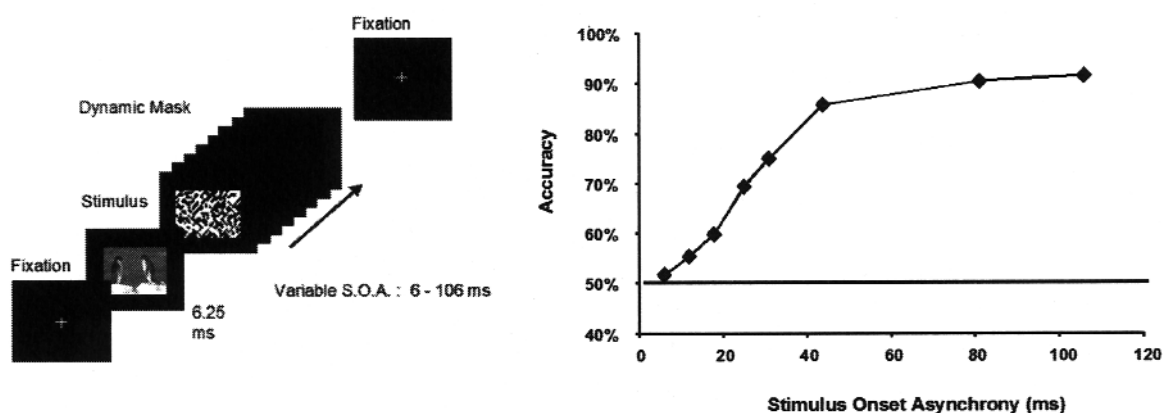 Fixation
Dynamic Mask
Stimulus
Fixation
6.25
ms
Variable S.O.A. : 6 - 106 ms
100%
90%
80%
70%
60%
50%
40%
Accuracy
0
20
40
60
80
100
120
Stimulus Onset Asynchrony (ms)